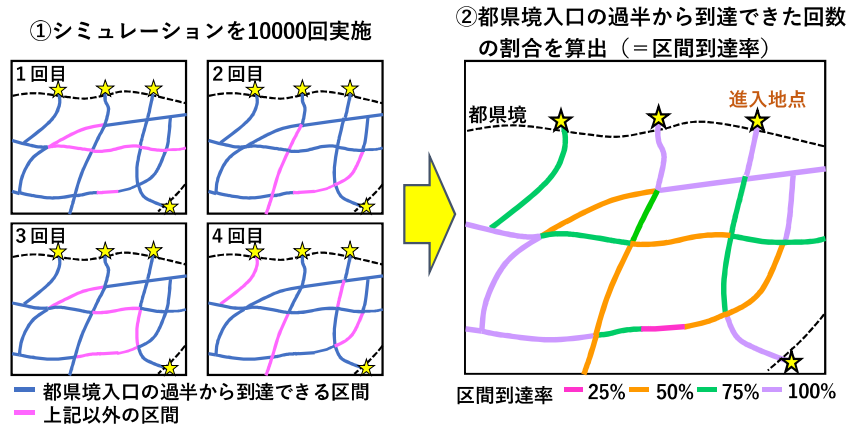 ①シミュレーションを10000回実施
②都県境入口の過半から到達できた回数
の割合を算出（＝区間到達率）
1回目
2回目
3回目
4回目
都県境入口の過半から到達できる区間
上記以外の区間
都県境
進入地点
区間到達率 25% 50% 75% 100%